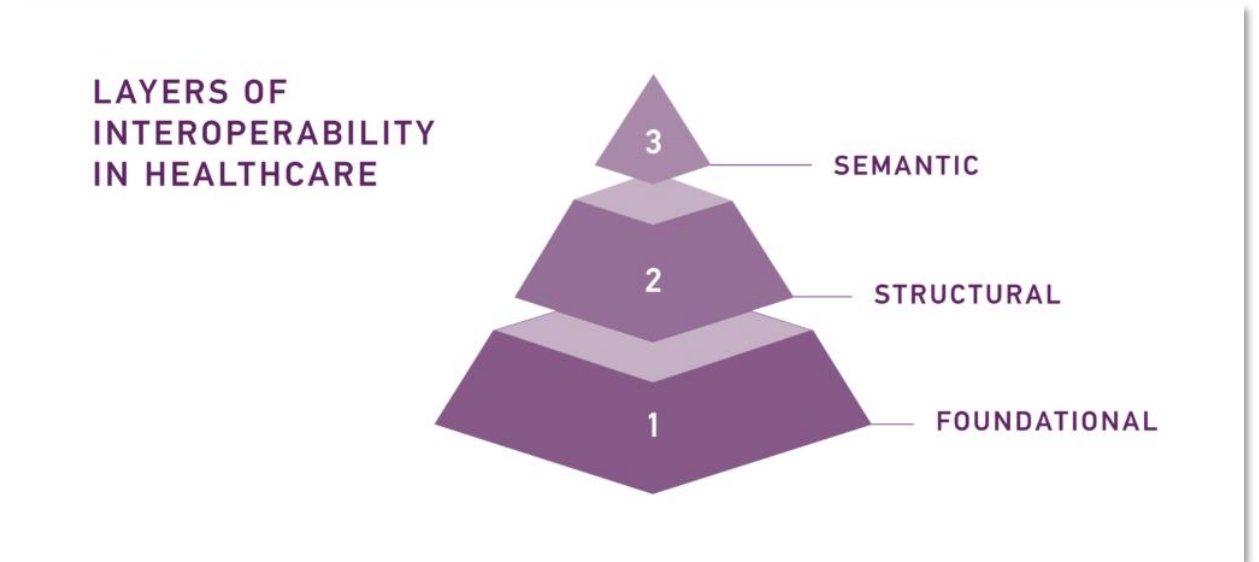 LAYERS OF
INTEROPERABILITY
IN HEALTHCARE
3
SEMANTIC
2
STRUCTURAL
1
FOUNDATIONAL